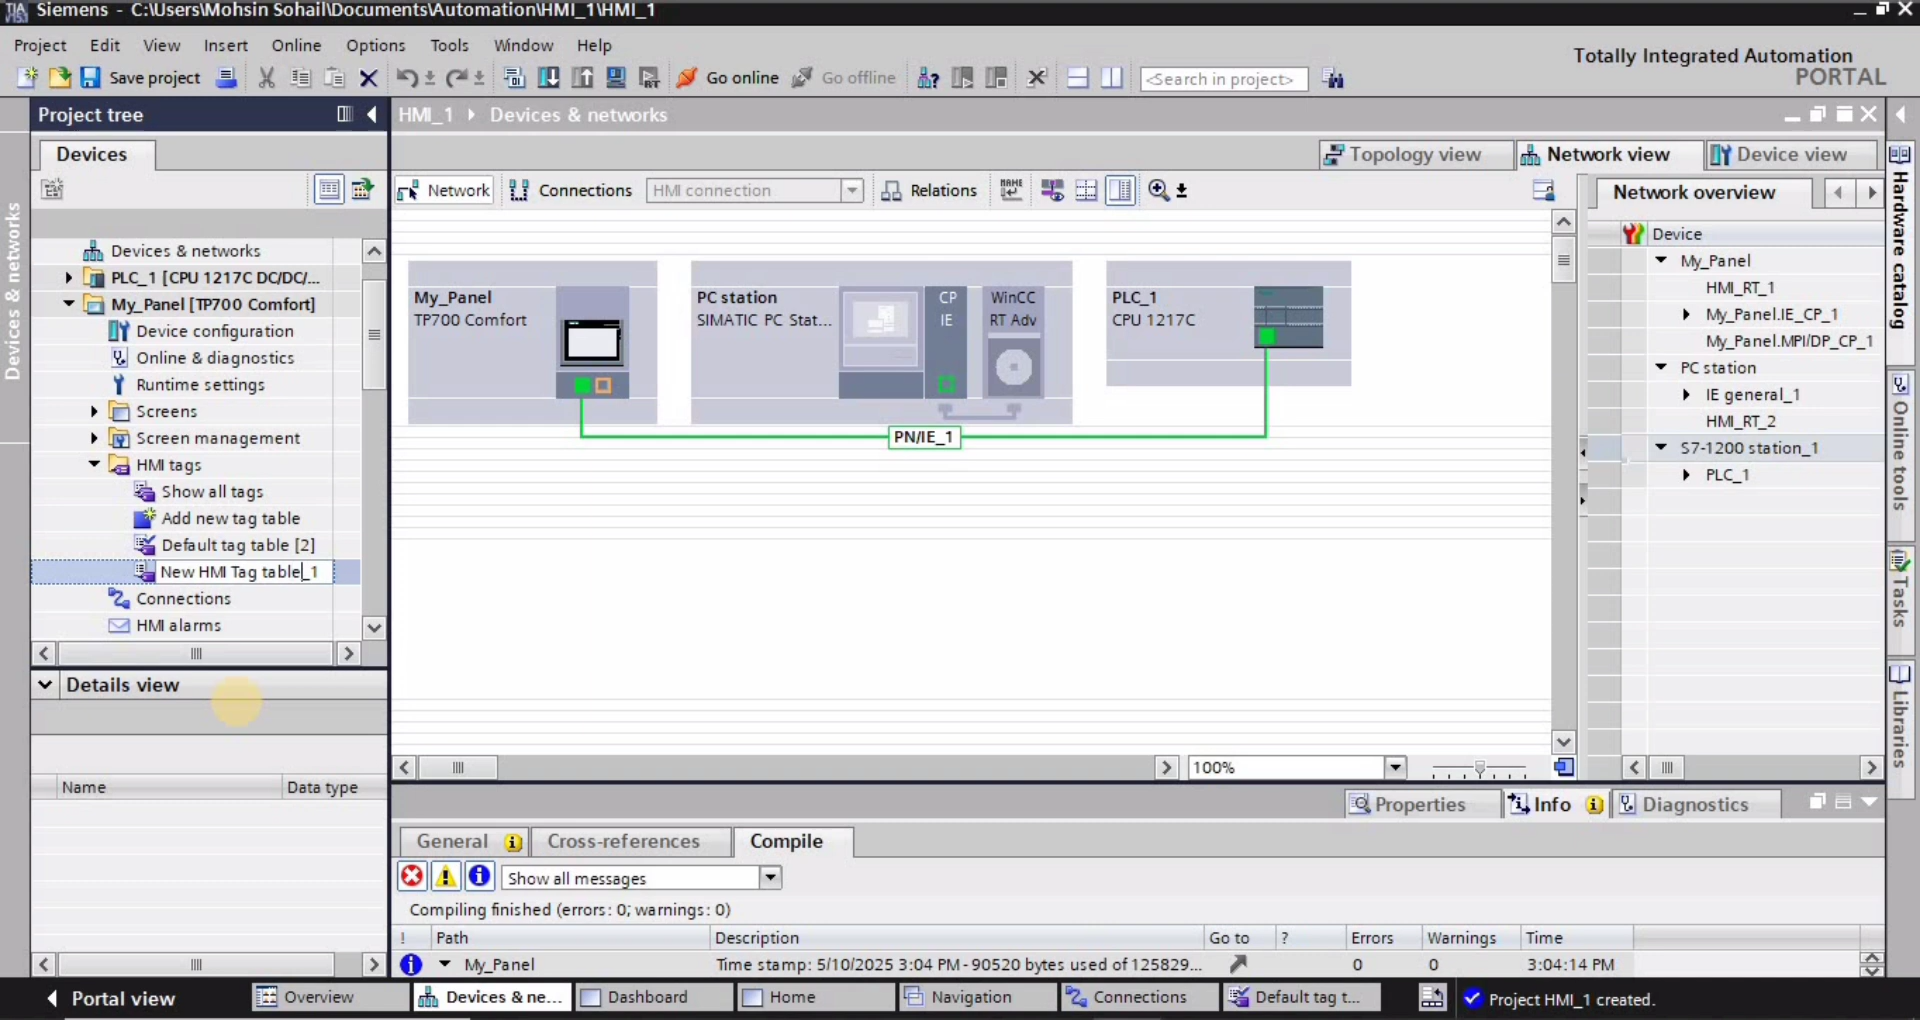 Siemens - C:\Users\Mohsin Sohail\Documents\Automation\HMI_1\HMI_1
Project Edit View Insert Online Options Tools Window Help
Totally Integrated Automation
PORTAL
Save project Go online Go offline <Search in project>
Project tree
HMI_1 Devices & networks
Devices
Topology view Network view Device view
Network Connections HMI connection Relations
Network overview
Devices & networks
Devices & networks
PLC_1 [CPU 1217C DC/DC/...
My_Panel [TP700 Comfort]
Device configuration
Online & diagnostics
Runtime settings
Screens
Screen management
HMI tags
Show all tags
Add new tag table
Default tag table [2]
New HMI Tag table_1
Connections
HMI alarms
My_Panel
TP700 Comfort
PC station
SIMATIC PC Stat...
CP
IE
WinCC
RT Adv
PLC_1
CPU 1217C
PN/IE_1
Device
My_Panel
HMI_RT_1
My_Panel.IE_CP_1
My_Panel.MPI/DP_CP_1
PC station
IE general_1
HMI_RT_2
S7-1200 station_1
PLC_1
Hardware catalog
Online tools
Tasks
Libraries
Details view
Name Data type
100%
Properties Info Diagnostics
General Cross-references Compile
Show all messages
Compiling finished (errors: 0; warnings: 0)
! Path Description Go to ? Errors Warnings Time
My_Panel Time stamp: 5/10/2025 3:04 PM - 90520 bytes used of 125829... 0 0 3:04:14 PM
Portal view Overview Devices & ne... Dashboard Home Navigation Connections Default tag t... Project HMI_1 created.